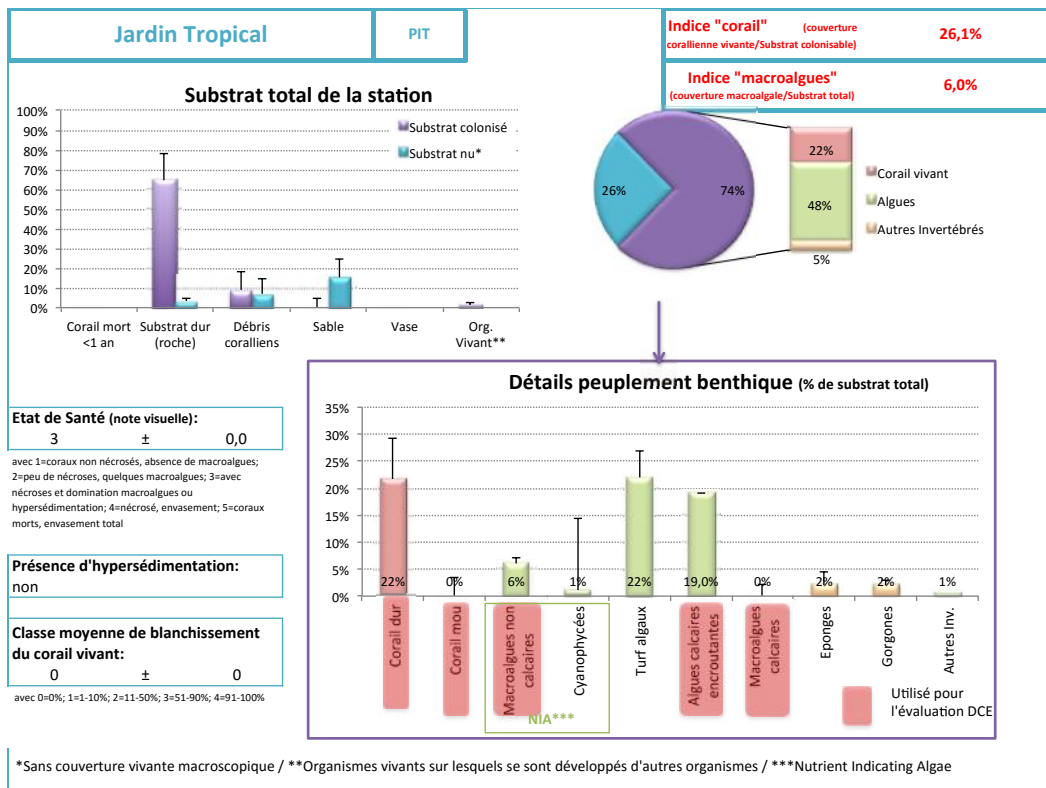 Jardin Tropical
PIT
Indice "corail" (couverture
corallienne vivante/Substrat colonisable)
26,1%
Indice "macroalgues"
(couverture macroalgale/Substrat total)
6,0%
Substrat total de la station
100%
90%
80%
70%
60%
50%
40%
30%
20%
10%
0%
Substrat colonisé
Substrat nu*
Corail mort
<1 an
Substrat dur
(roche)
Débris
coralliens
Sable
Vase
Org.
Vivant**
26%
74%
22%
48%
5%
Corail vivant
Algues
Autres Invertébrés
Etat de Santé (note visuelle):
3 ± 0,0
avec 1=coraux non nécrosés, absence de macroalgues;
2=peu de nécroses, quelques macroalgues; 3=avec
nécroses et domination macroalgues ou
hypersédimentation; 4=nécrosé, envasement; 5=coraux
morts, envasement total
Présence d'hypersédimentation:
non
Classe moyenne de blanchissement
du corail vivant:
0 ± 0
avec 0=0%; 1=1-10%; 2=11-50%; 3=51-90%; 4=91-100%
Détails peuplement benthique (% de substrat total)
35%
30%
25%
20%
15%
10%
5%
0%
22%
0%
6%
1%
22%
19,0%
0%
2%
2%
1%
Corail dur
Corail mou
Macroalgues non
calcaires
Cyanophycées
Turf algaux
Algues calcaires
encroutantes
Macroalgues
calcaires
Eponges
Gorgones
Autres Inv.
NIA***
Utilisé pour
l'évaluation DCE
*Sans couverture vivante macroscopique / **Organismes vivants sur lesquels se sont développés d'autres organismes / ***Nutrient Indicating Algae